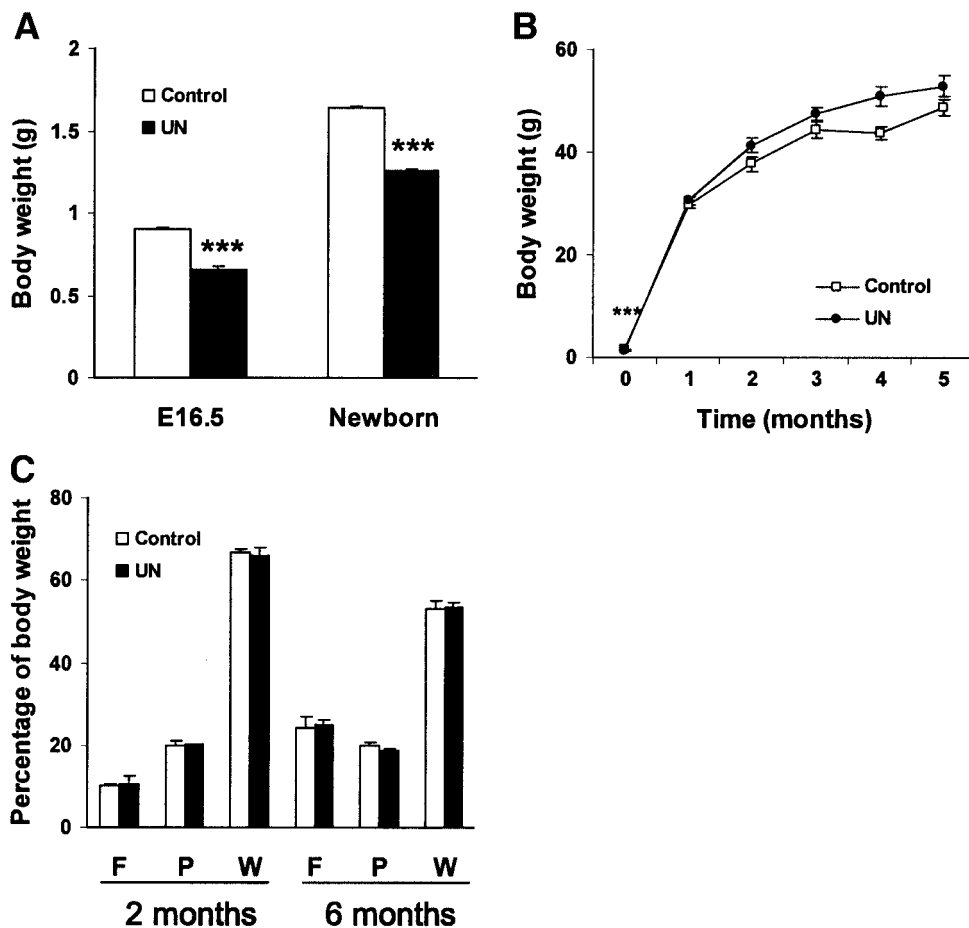 A
Body weight (g)
2
1.5
1
0.5
0
Control
UN
***
***
E16.5
Newborn
B
Body weight (g)
60
40
20
0
***
Control
UN
0 1 2 3 4 5
Time (months)
C
Percentage of body weight
80
60
40
20
0
Control
UN
F P W F P W
2 months 6 months